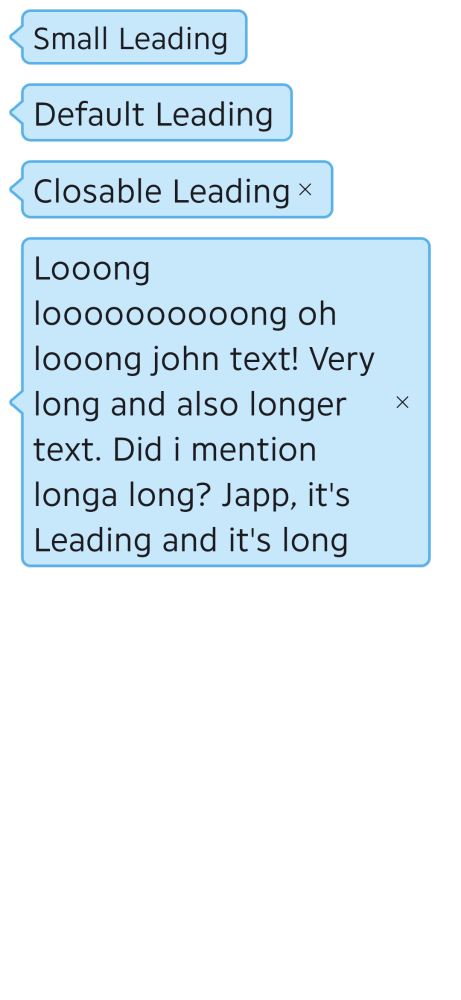 Small Leading
Default Leading
Closable Leading ×
Looong
loooooooooong oh
looong john text! Very
long and also longer ×
text. Did i mention
longa long? Japp, it's
Leading and it's long